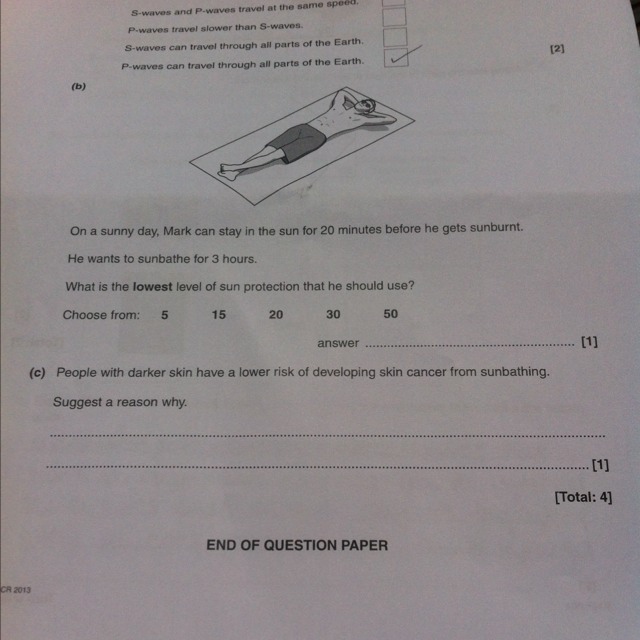 S-waves and P-waves travel at the same speed.
P-waves travel slower than S-waves.
S-waves can travel through all parts of the Earth.
P-waves can travel through all parts of the Earth.
[2]
(b)
On a sunny day, Mark can stay in the sun for 20 minutes before he gets sunburnt.
He wants to sunbathe for 3 hours.
What is the lowest level of sun protection that he should use?
Choose from: 5 15 20 30 50
answer ................................................................ [1]
(c) People with darker skin have a lower risk of developing skin cancer from sunbathing.
Suggest a reason why.
................................................................................................................................
................................................................................................................................ [1]
[Total: 4]
END OF QUESTION PAPER
CR 2013